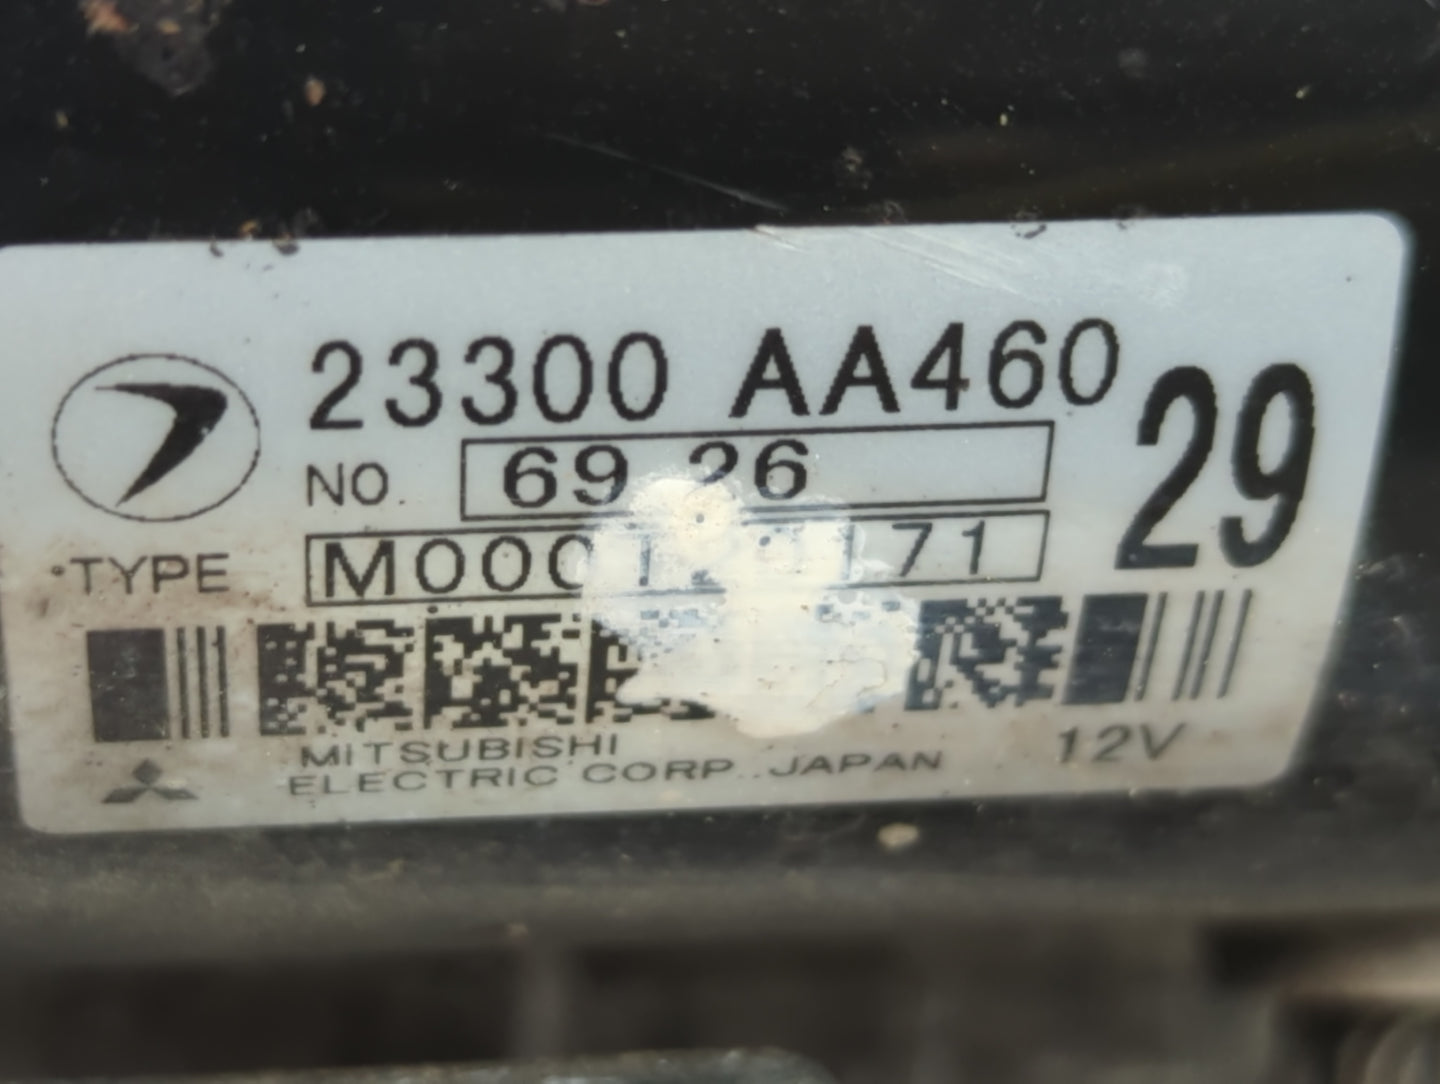 23300 AA460
29
NO 69 26
TYPE
MITSUBISHI
ELECTRIC CORP. JAPAN
12V